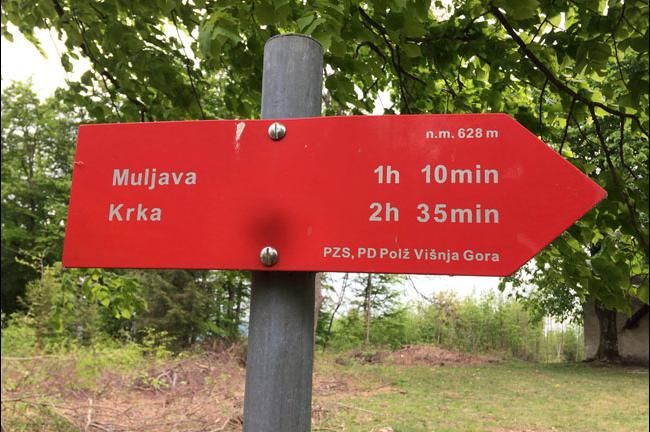 n.m. 628 m
Muljava 1h 10min
Krka 2h 35min
PZS, PD Polž Višnja Gora